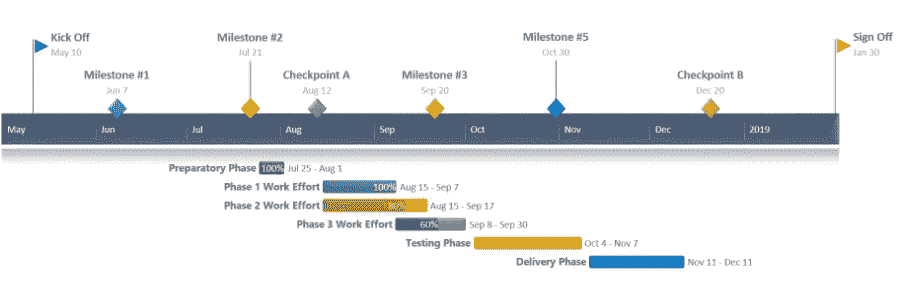 Kick Off
May 10
Milestone #2
Jul 21
Milestone #5
Oct 30
Sign Off
Jan 30
Milestone #1
Jun 7
Checkpoint A
Aug 12
Milestone #3
Sep 20
Checkpoint B
Dec 20
May Jun Jul Aug Sep Oct Nov Dec 2019
Preparatory Phase 100% Jul 25 - Aug 1
Phase 1 Work Effort 100% Aug 15 - Sep 7
Phase 2 Work Effort Aug 15 - Sep 17
Phase 3 Work Effort 60% Sep 8 - Sep 30
Testing Phase Oct 4 - Nov 7
Delivery Phase Nov 11 - Dec 11